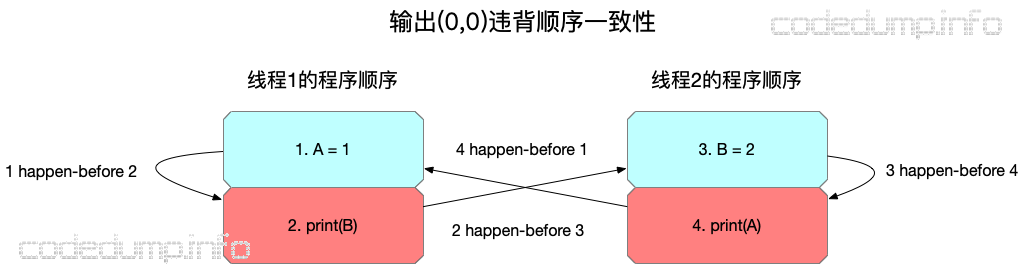 输出(0,0)违背顺序一致性
codedump.info
线程1的程序顺序
线程2的程序顺序
1. A = 1
3. B = 2
4 happen-before 1
1 happen-before 2
3 happen-before 4
2. print(B)
4. print(A)
2 happen-before 3
codedump.info